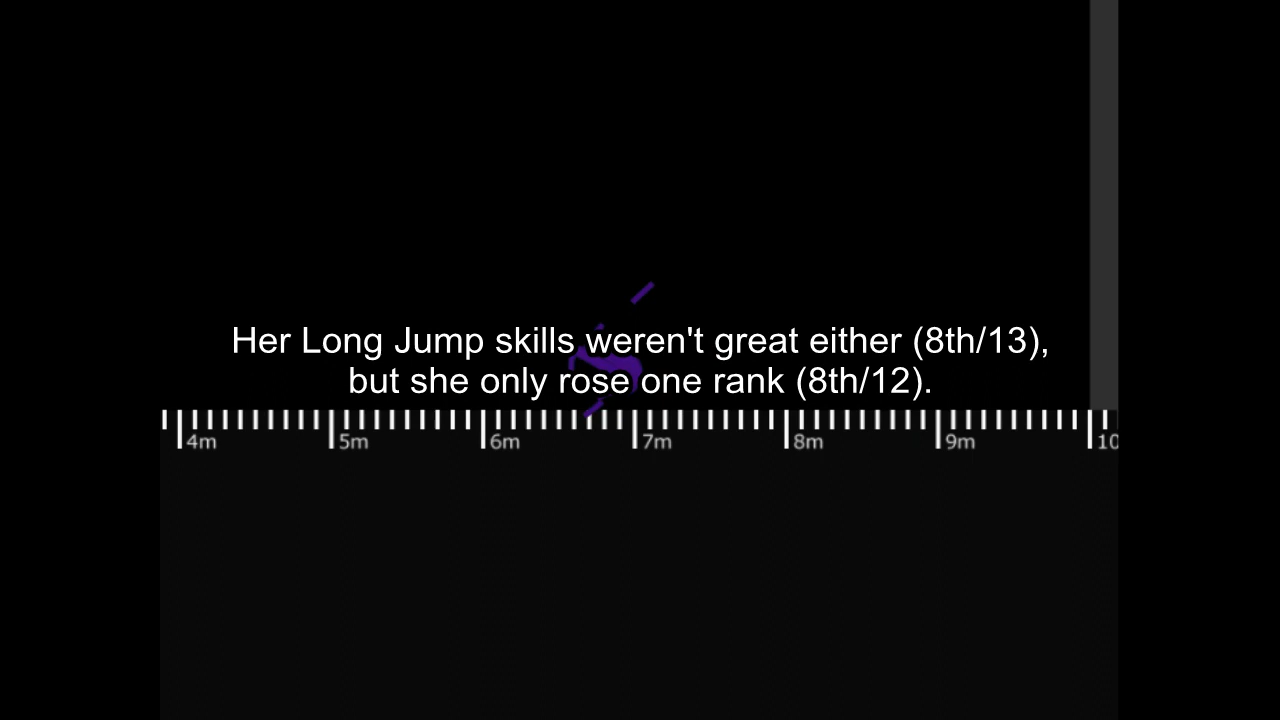 Her Long Jump skills weren't great either (8th/13),
but she only rose one rank (8th/12).
4m 5m 6m 7m 8m 9m 10